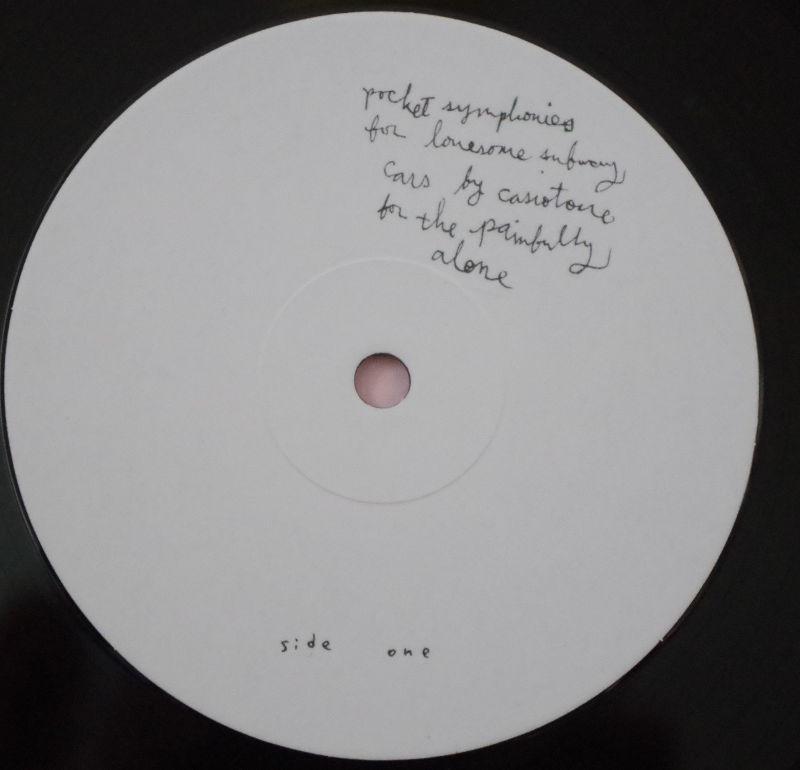 pocket symphonies
for lonesome subway
cars by casiotone
for the painfully
alone
side one